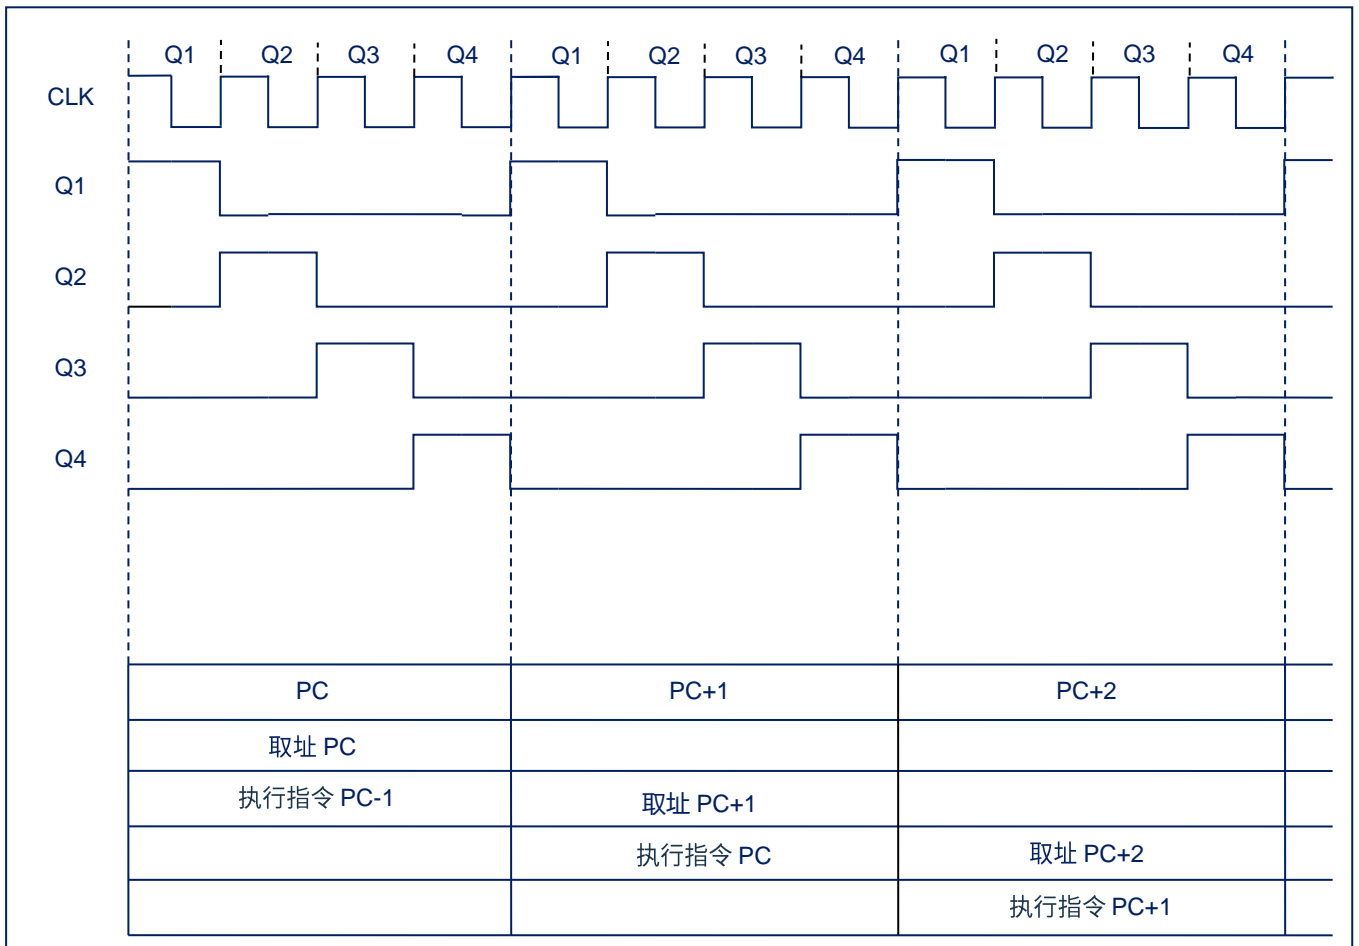 Q1 Q2 Q3 Q4 Q1 Q2 Q3 Q4 Q1 Q2 Q3 Q4
CLK
Q1
Q2
Q3
Q4
PC PC+1 PC+2
取址 PC
执行指令 PC-1 取址 PC+1
执行指令 PC 取址 PC+2
执行指令 PC+1